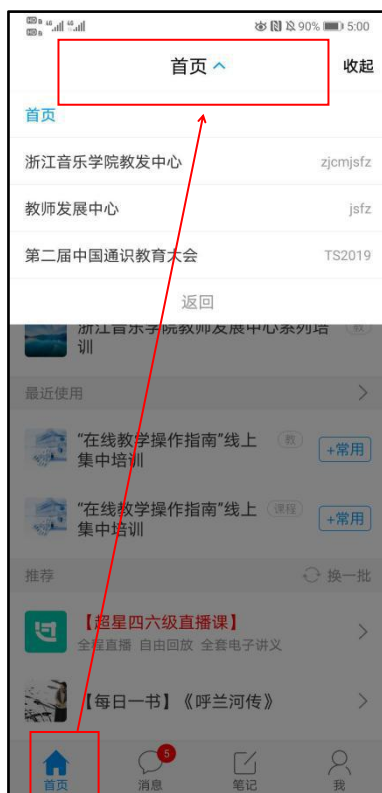 90% 5:00
首页
收起
首页
浙江音乐学院教发中心 zjcmjsfz
教师发展中心 jsfz
第二届中国通识教育大会 TS2019
返回
浙江音乐学院教师发展中心系列培 教
训
最近使用
“在线教学操作指南”线上 教
集中培训
+常用
“在线教学操作指南”线上 课程
集中培训
+常用
推荐 换一批
【超星四六级直播课】
全程直播 自由回放 全套电子讲义
【每日一书】《呼兰河传》
5
首页 消息 笔记 我